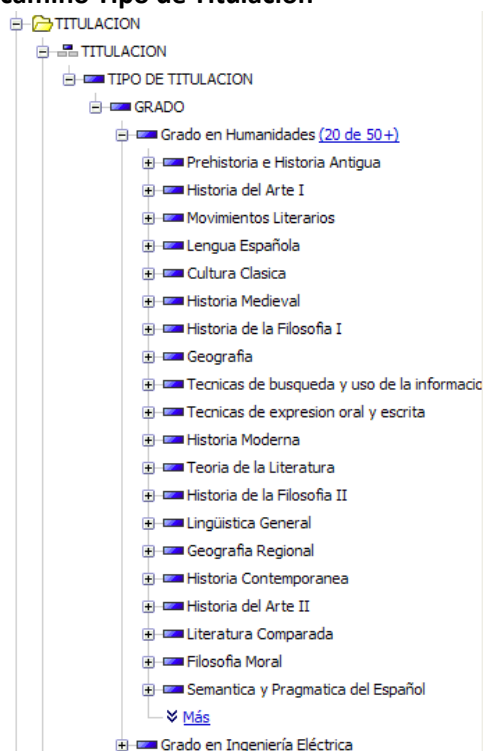 camino Tipo de Titulación
TITULACION
TITULACION
TIPO DE TITULACION
GRADO
Grado en Humanidades (20 de 50+)
Prehistoria e Historia Antigua
Historia del Arte I
Movimientos Literarios
Lengua Española
Cultura Clasica
Historia Medieval
Historia de la Filosofia I
Geografia
Tecnicas de busqueda y uso de la informacio
Tecnicas de expresion oral y escrita
Historia Moderna
Teoria de la Literatura
Historia de la Filosofia II
Lingüistica General
Geografia Regional
Historia Contemporanea
Historia del Arte II
Literatura Comparada
Filosofia Moral
Semantica y Pragmatica del Español
Más
Grado en Ingeniería Eléctrica